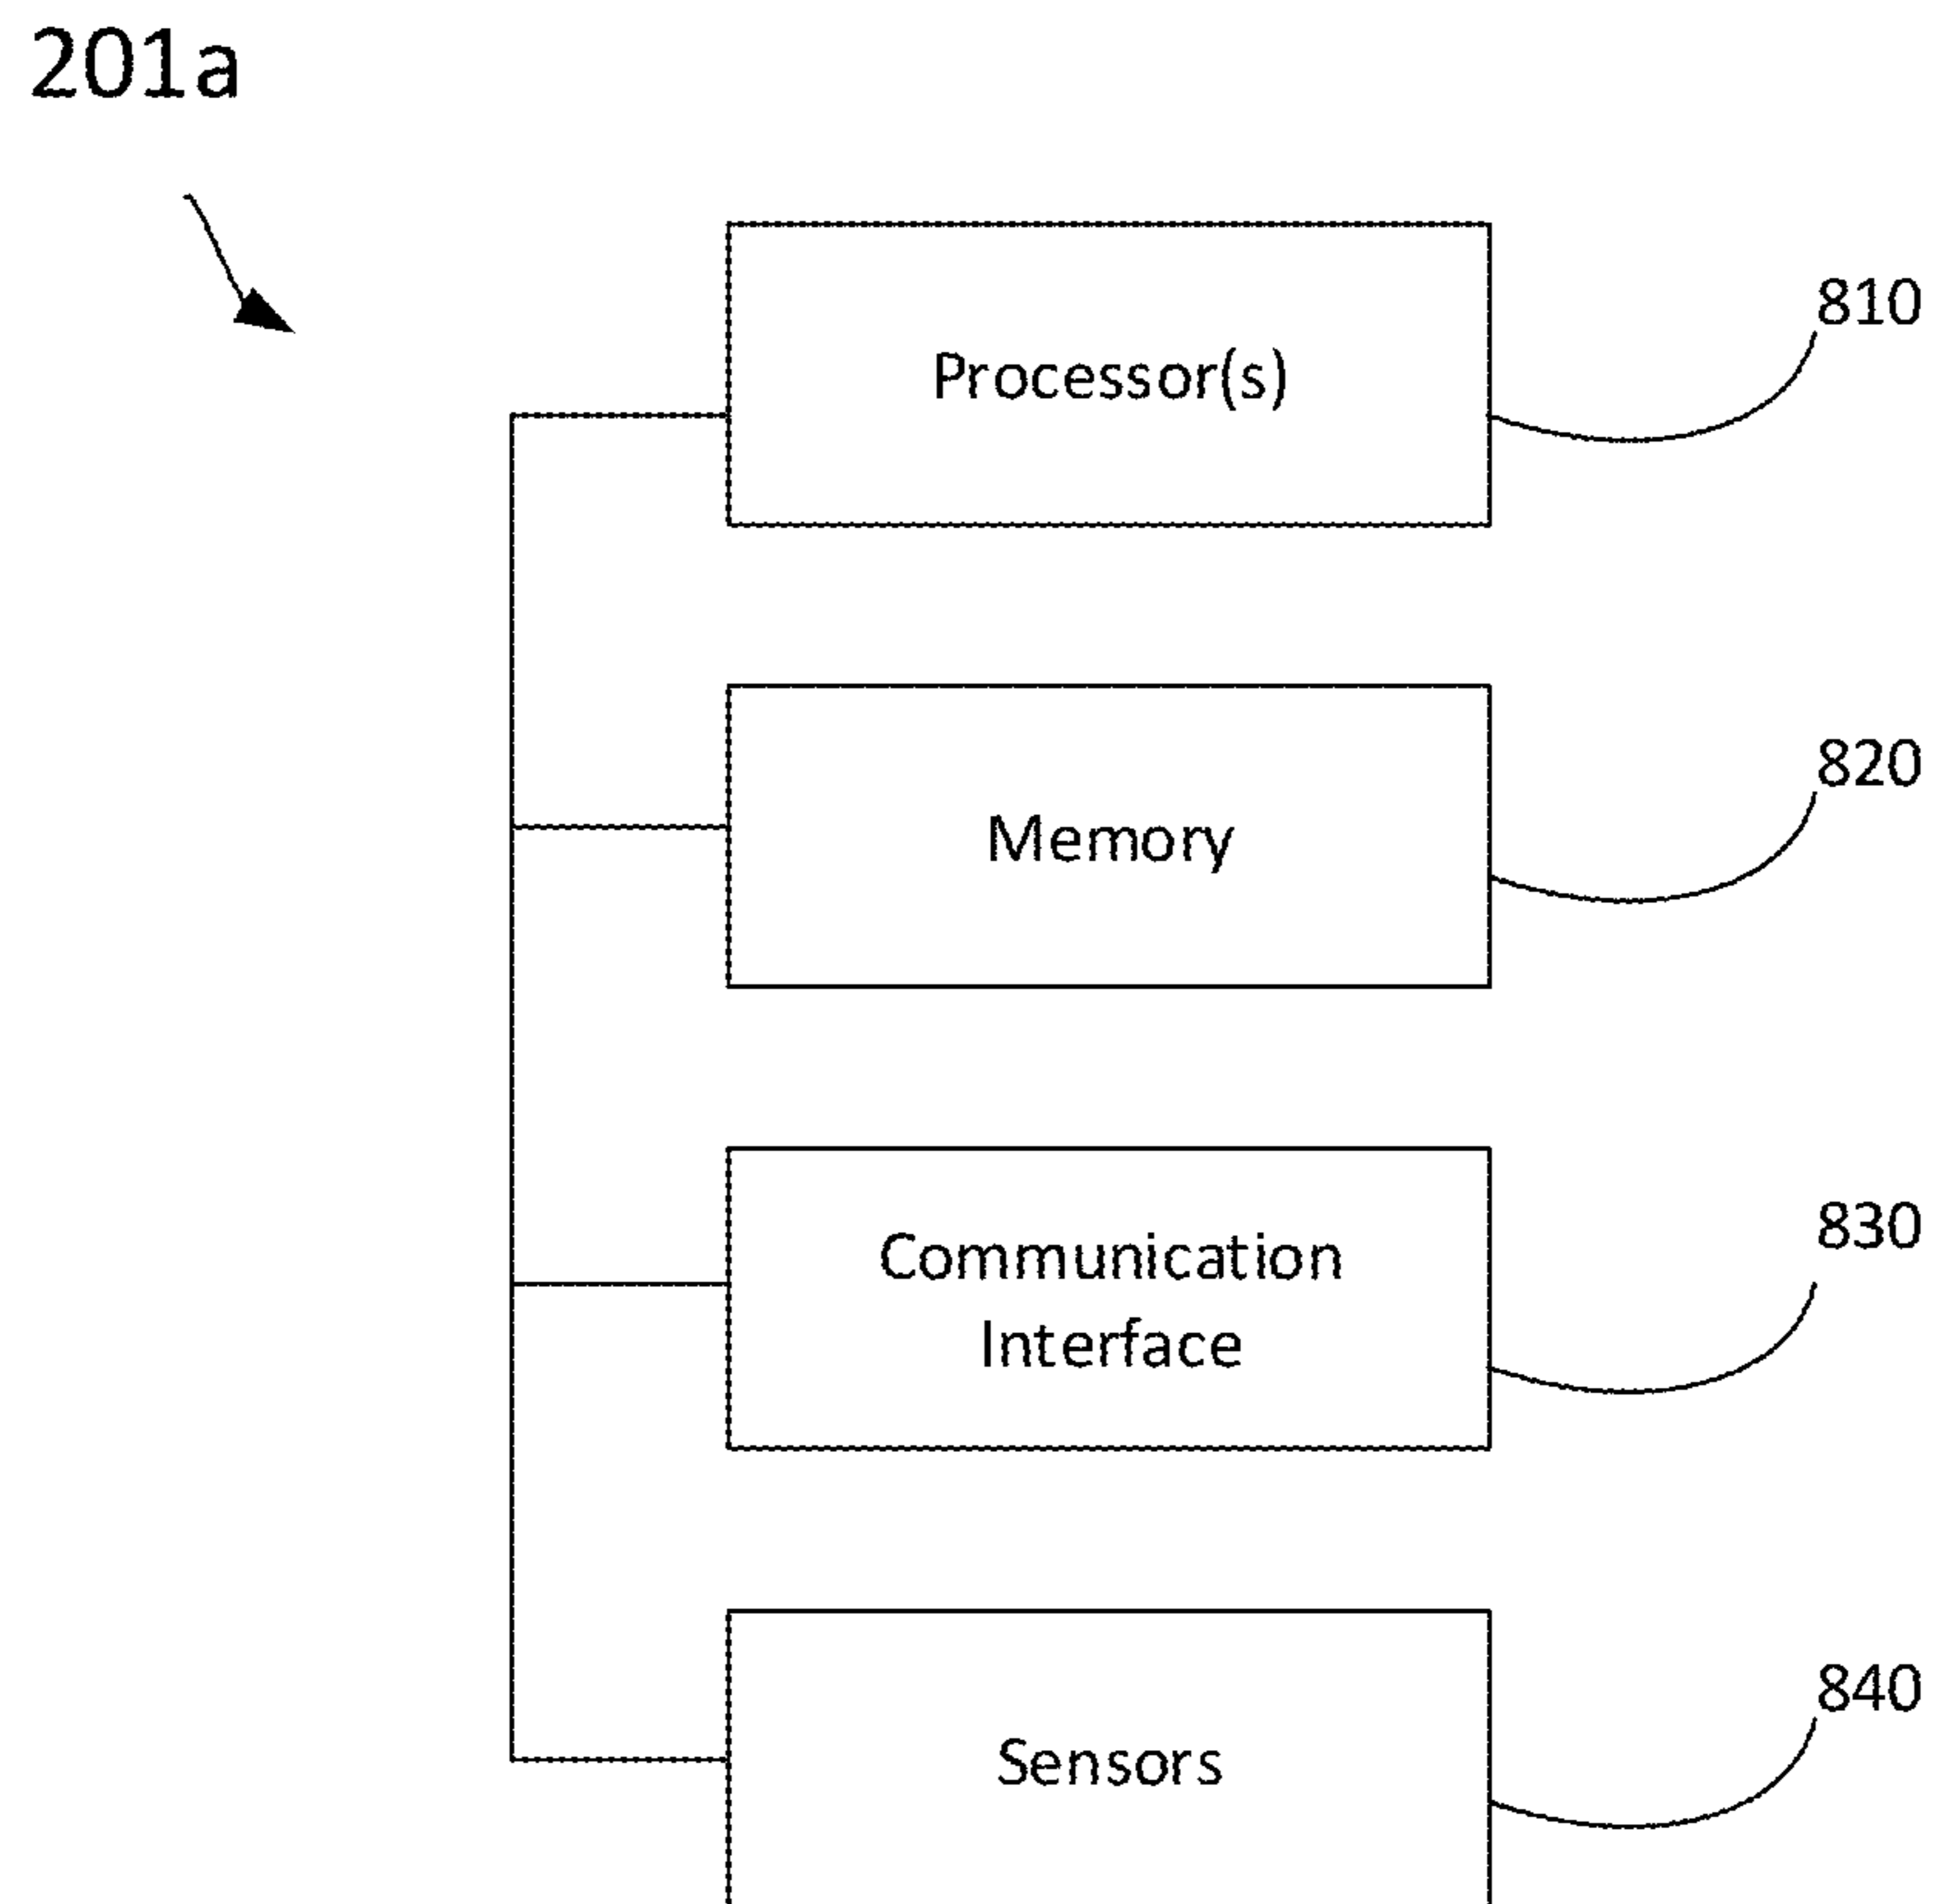 201a
810
Processor(s)
820
Memory
830
Communication
Interface
840
Sensors